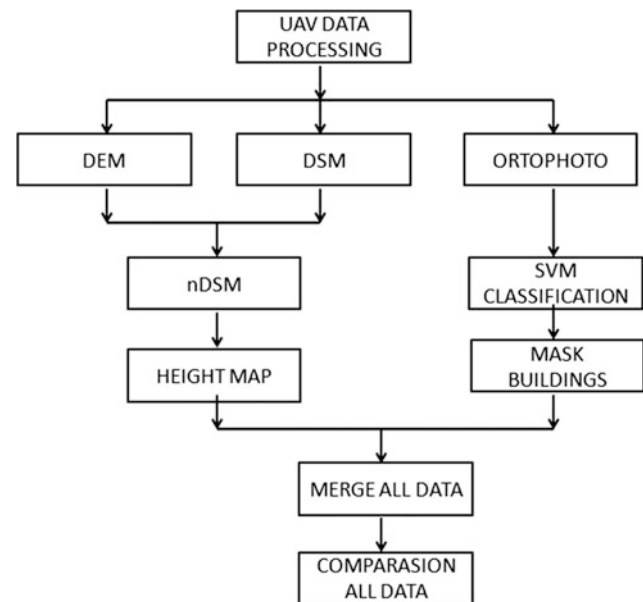 UAV DATA
PROCESSING
DEM
DSM
ORTOPHOTO
nDSM
SVM
CLASSIFICATION
HEIGHT MAP
MASK
BUILDINGS
MERGE ALL DATA
COMPARASION
ALL DATA